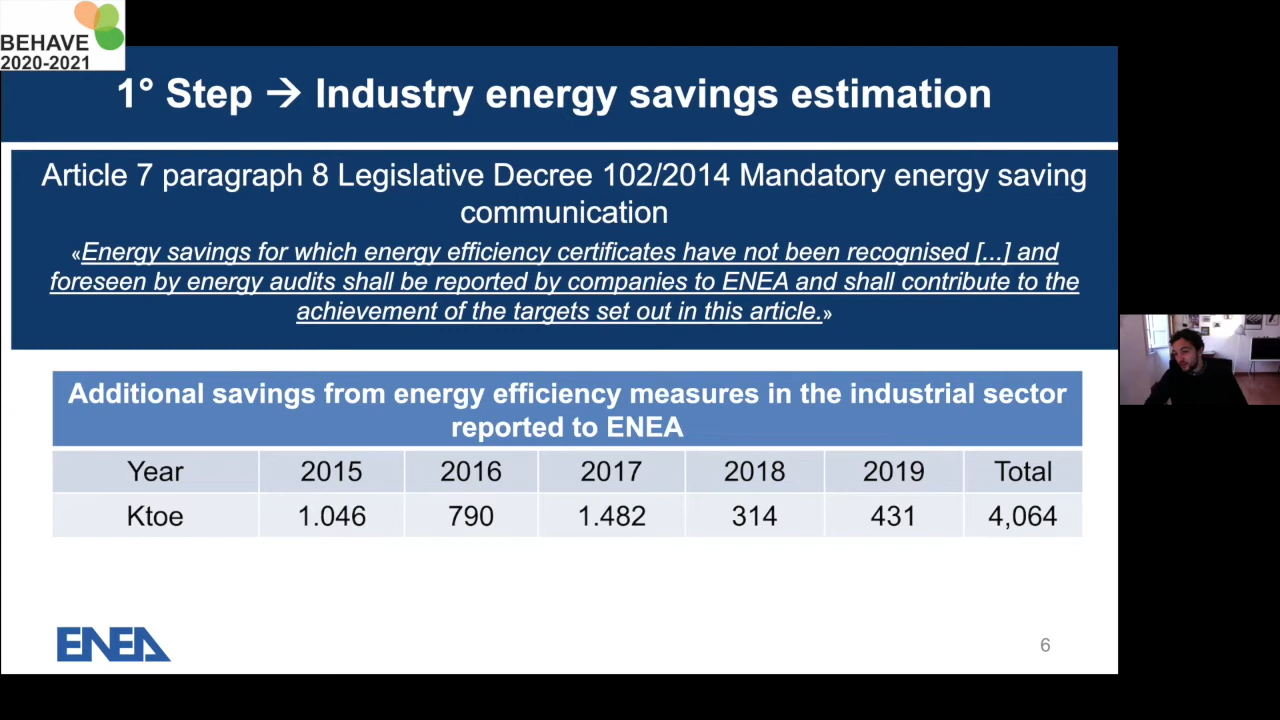 BEHAVE
2020-2021
1° Step → Industry energy savings estimation
Article 7 paragraph 8 Legislative Decree 102/2014 Mandatory energy saving
communication
«Energy savings for which energy efficiency certificates have not been recognised [...] and
foreseen by energy audits shall be reported by companies to ENEA and shall contribute to the
achievement of the targets set out in this article.»
Additional savings from energy efficiency measures in the industrial sector
reported to ENEA
Year 2015 2016 2017 2018 2019 Total
Ktoe 1.046 790 1.482 314 431 4,064
ENEA
6